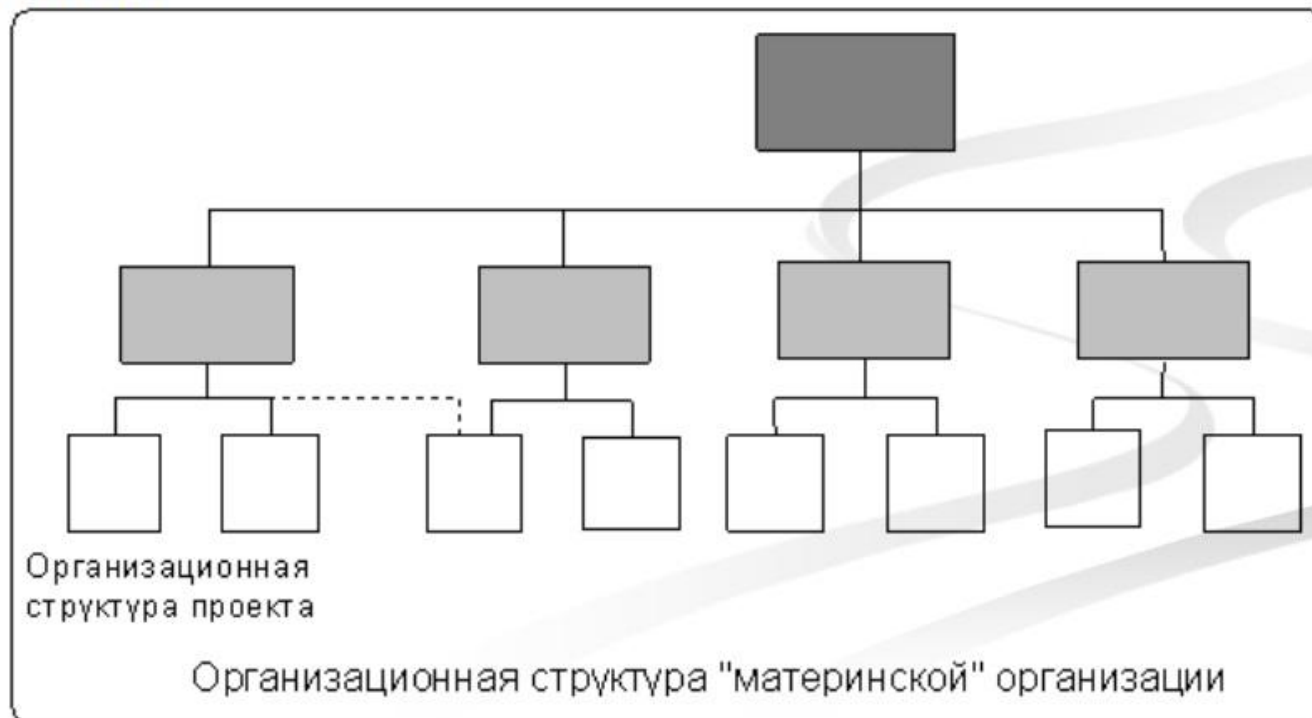 Организационная
структура проекта
Организационная структура "материнской" организации